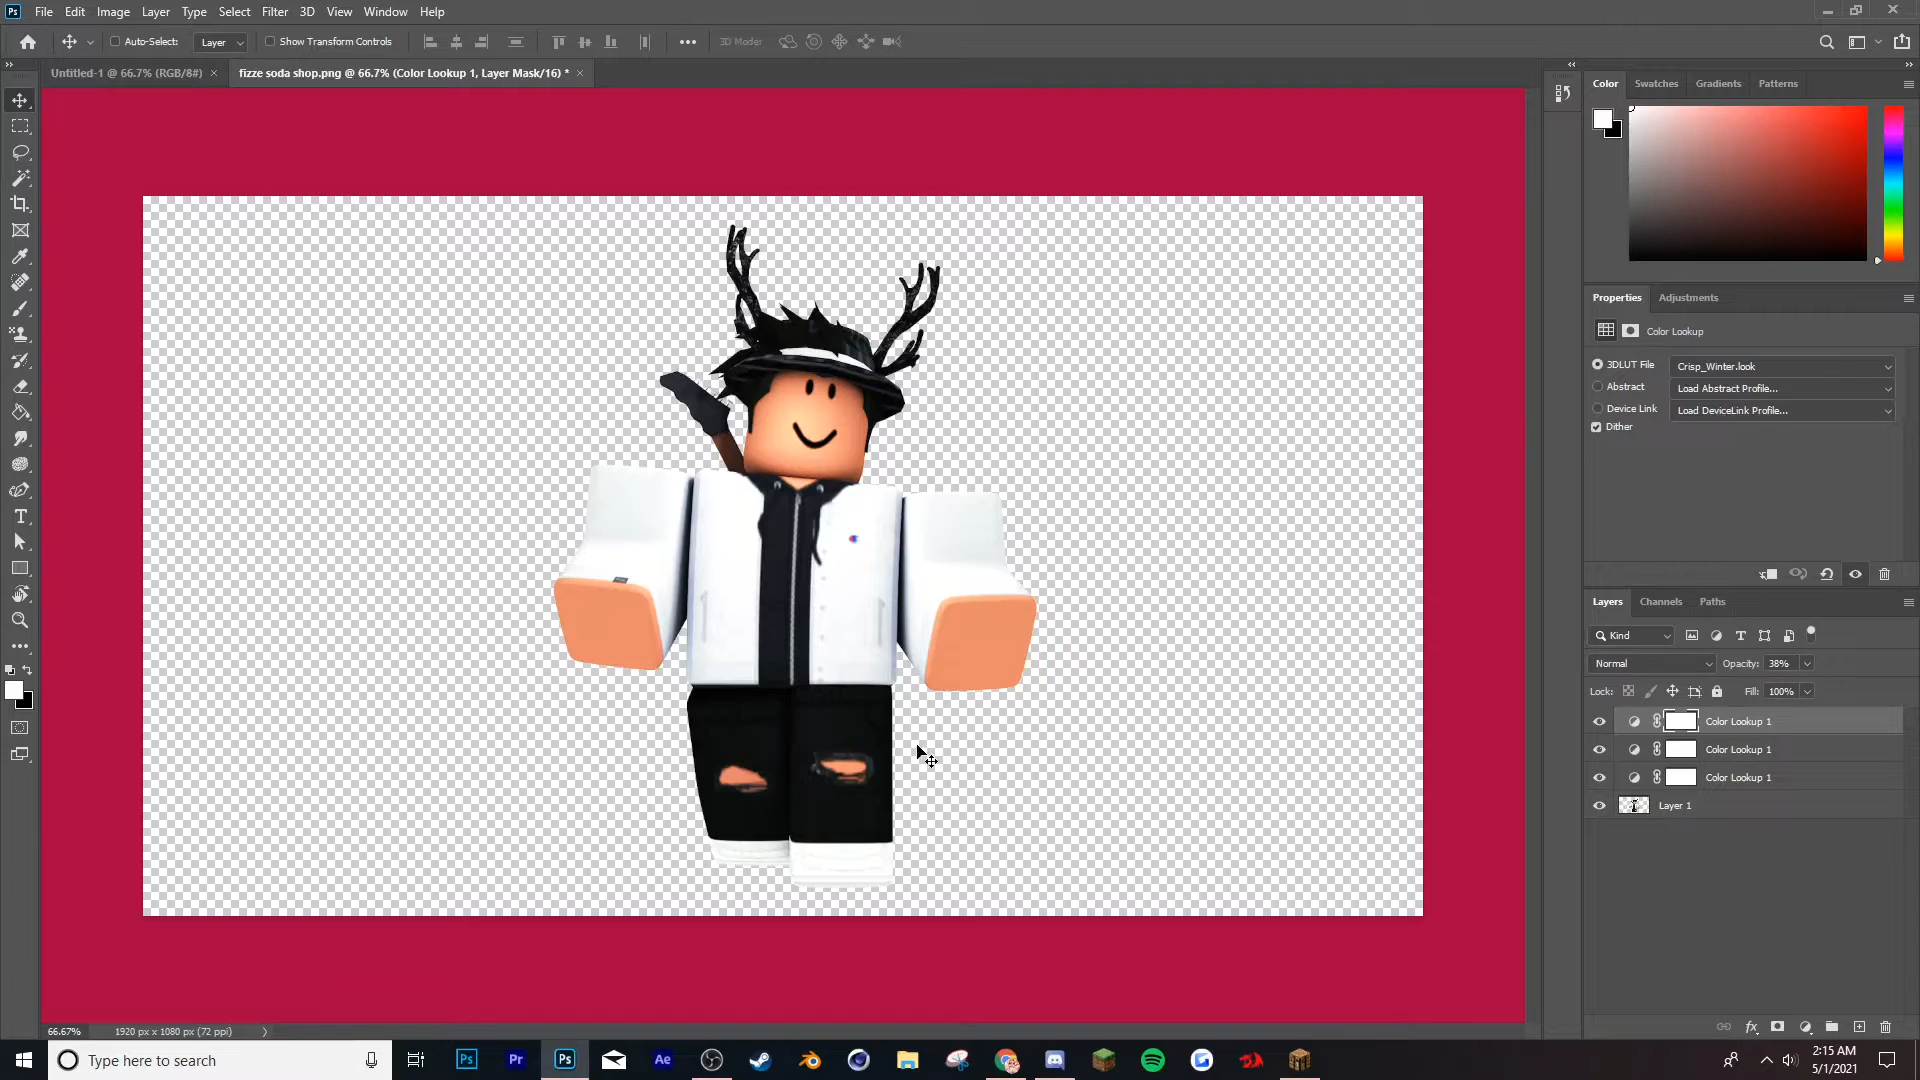 Ps File Edit Image Layer Type Select Filter 3D View Window Help
Auto-Select: Layer Show Transform Controls 3D Mode:
Untitled-1 @ 66.7% (RGB/8#) × fizze soda shop.png @ 66.7% (Color Lookup 1, Layer Mask/16) * ×
Color Swatches Gradients Patterns
Properties Adjustments
Color Lookup
3DLUT File Crisp_Winter.look
Abstract Load Abstract Profile...
Device Link Load DeviceLink Profile...
Dither
Layers Channels Paths
Kind
Normal Opacity: 38%
Lock: Fill: 100%
Color Lookup 1
Color Lookup 1
Color Lookup 1
Layer 1
66.67% 1920 px x 1080 px (72 ppi)
Type here to search
Ps Pr Ps Ae
2:15 AM
5/1/2021